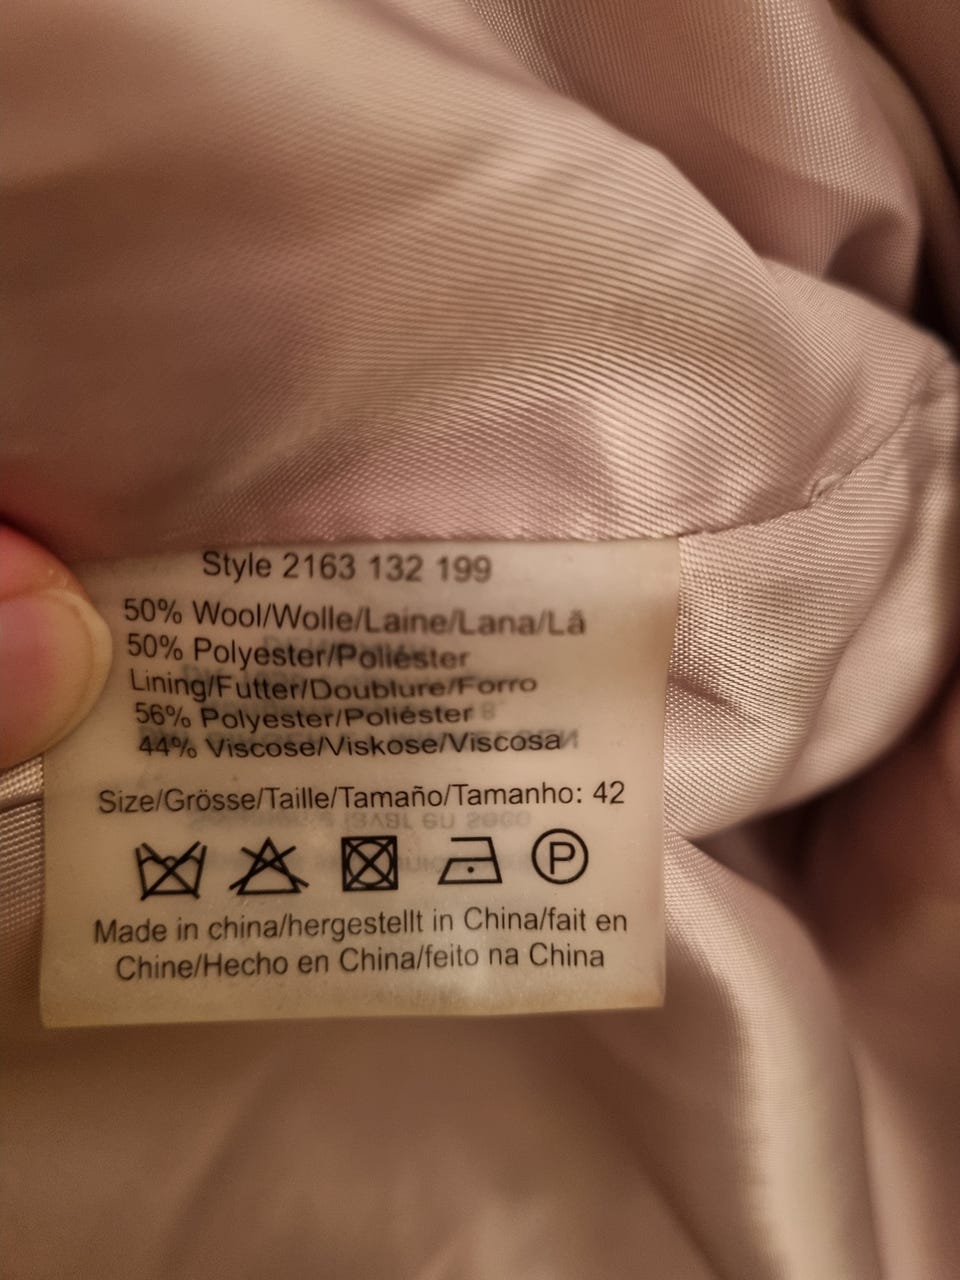 Style 2163 132 199
50% Wool/Wolle/Laine/Lana/Lã
50% Polyester/Poliéster
Lining/Futter/Doublure/Forro
56% Polyester/Poliéster
44% Viscose/Viskose/Viscosa
Size/Grösse/Taille/Tamaño/Tamanho: 42
P
Made in china/hergestellt in China/fait en
Chine/Hecho en China/feito na China